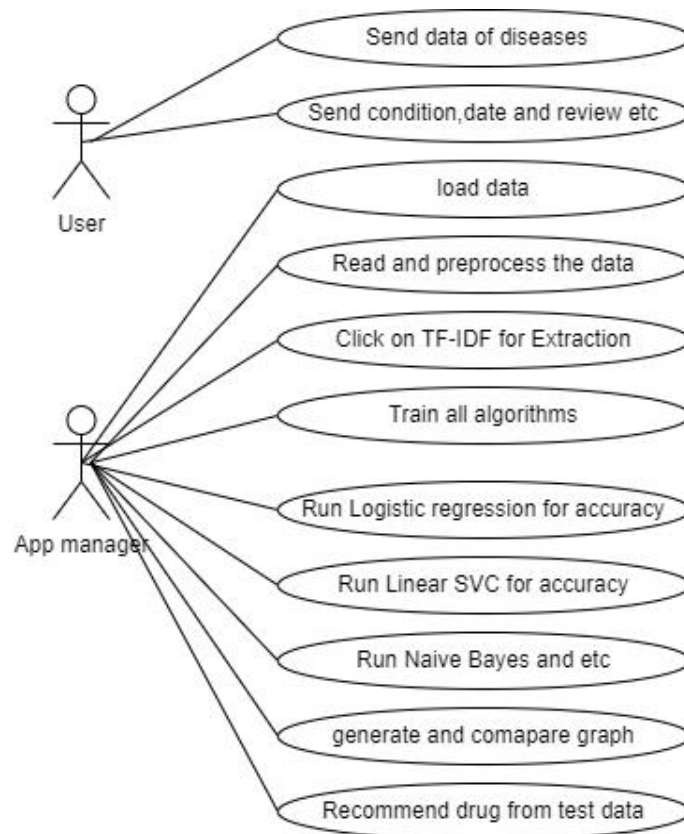 Send data of diseases
Send condition,date and review etc
User
load data
Read and preprocess the data
Click on TF-IDF for Extraction
Train all algorithms
App manager
Run Logistic regression for accuracy
Run Linear SVC for accuracy
Run Naive Bayes and etc
generate and comapare graph
Recommend drug from test data